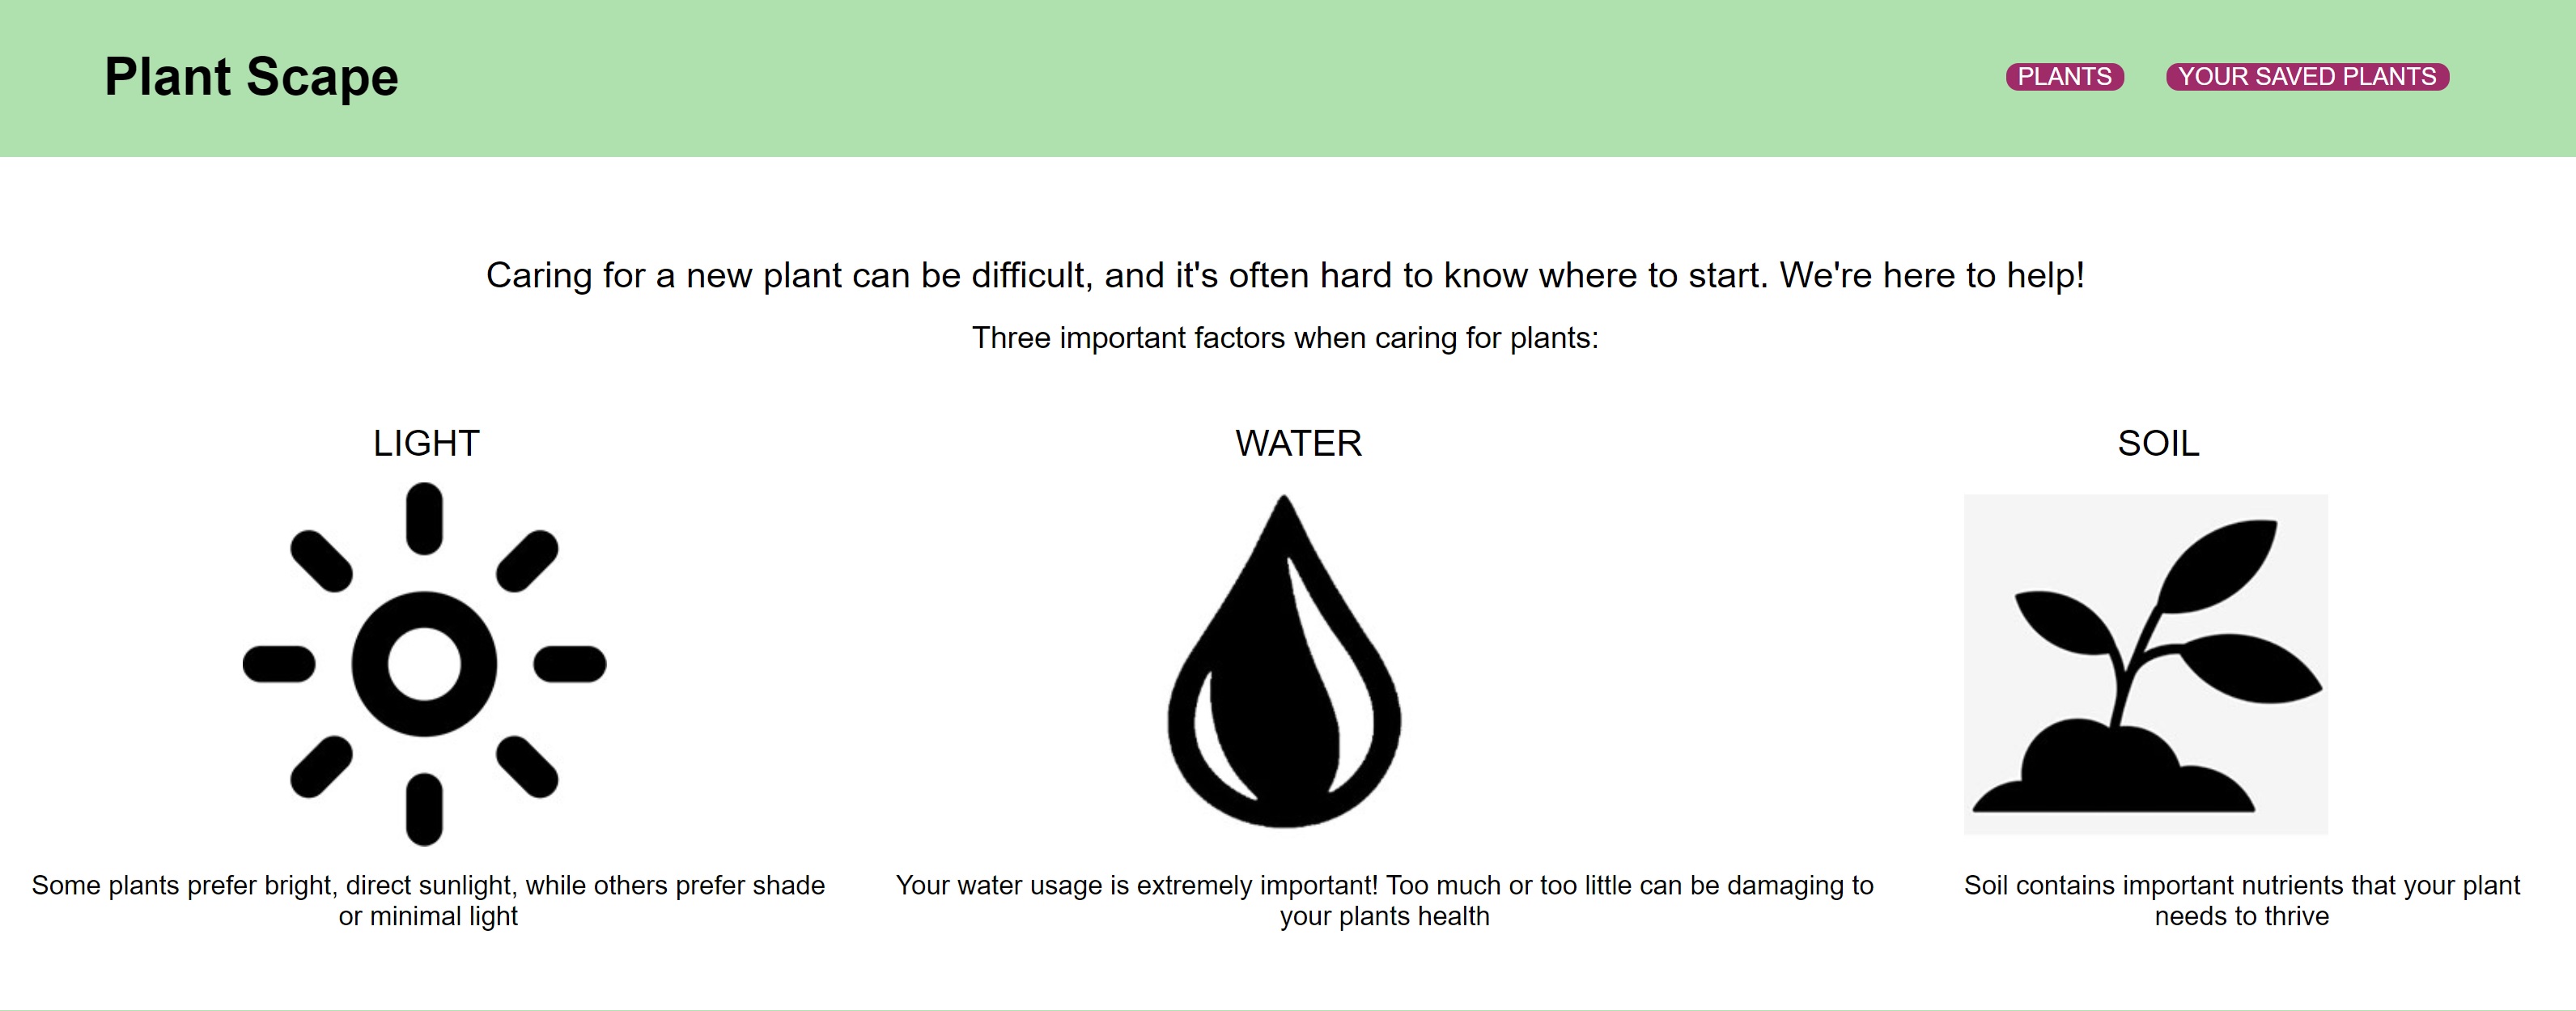 Plant Scape
PLANTS
YOUR SAVED PLANTS
Caring for a new plant can be difficult, and it's often hard to know where to start. We're here to help!
Three important factors when caring for plants:
LIGHT
WATER
SOIL
Some plants prefer bright, direct sunlight, while others prefer shade
or minimal light
Your water usage is extremely important! Too much or too little can be damaging to
your plants health
Soil contains important nutrients that your plant
needs to thrive